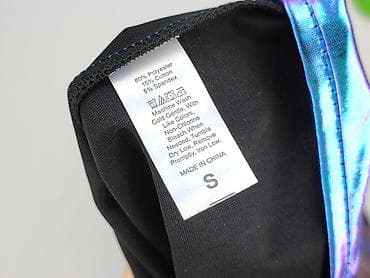 80% Polyester
15% Cotton
5% Spandex
Machine Wash
Cold Gentle, With
Like Colors,
Non-Chlorine
Bleach When
Needed, Tumble
Dry Low, Remove
Promptly, Iron Low.
MADE IN CHINA
S